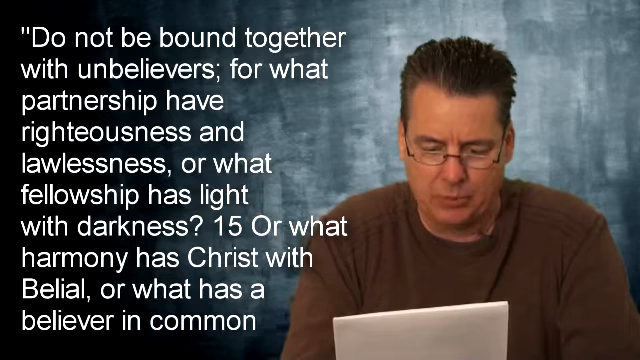 "Do not be bound together
with unbelievers; for what
partnership have
righteousness and
lawlessness, or what
fellowship has light
with darkness? 15 Or what
harmony has Christ with
Belial, or what has a
believer in common